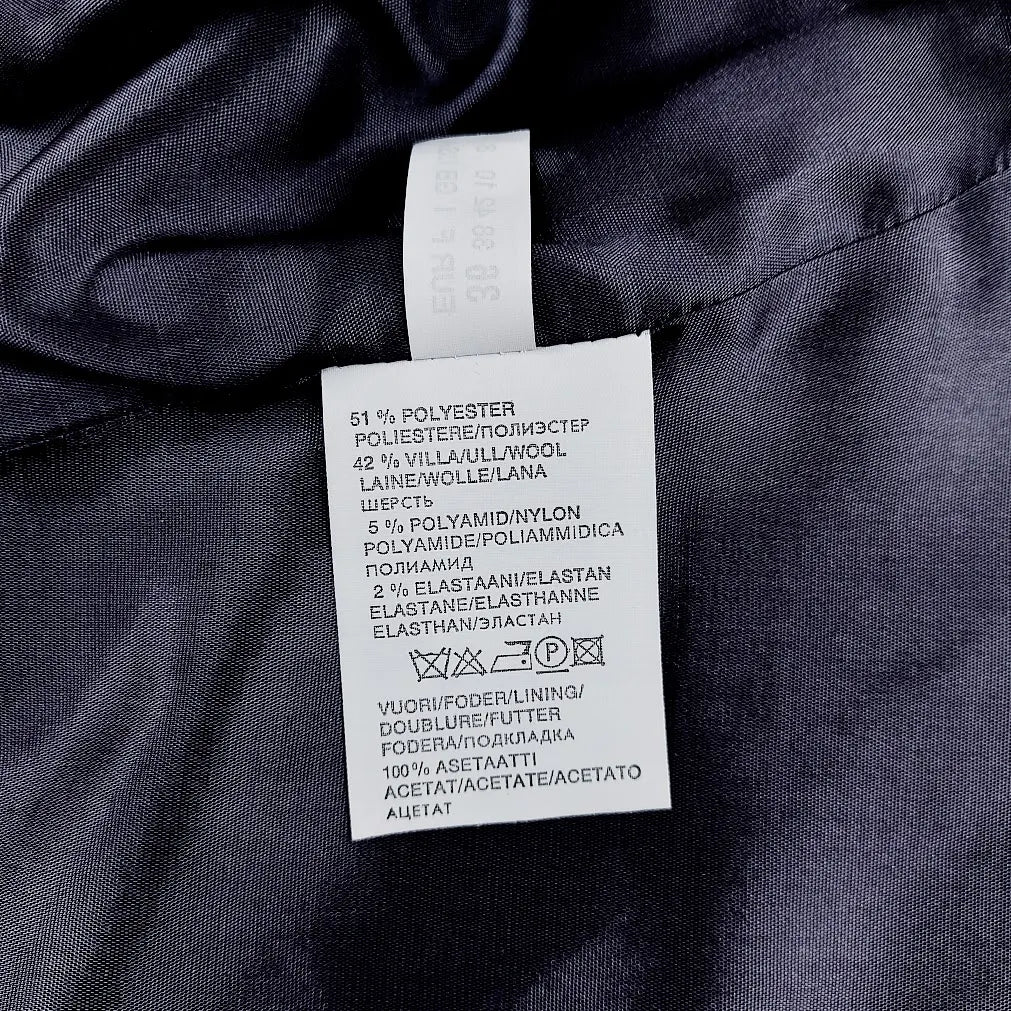 51 % POLYESTER
POLIESTERE/ПОЛИЭСТЕР
42 % VILLA/ULL/WOOL
LAINE/WOLLE/LANA
ШЕРСТЬ
5 % POLYAMID/NYLON
POLYAMIDE/POLIAMMIDICA
ПОЛИАМИД
2 % ELASTAANI/ELASTAN
ELASTANE/ELASTHANNE
ELASTHAN/ЭЛАСТАН
P
VUORI/FODER/LINING/
DOUBLURE/FUTTER
FODERA/ПОДКЛАДКА
100% ASETAATTI
ACETAT/ACETATE/ACETATO
АЦЕТАТ